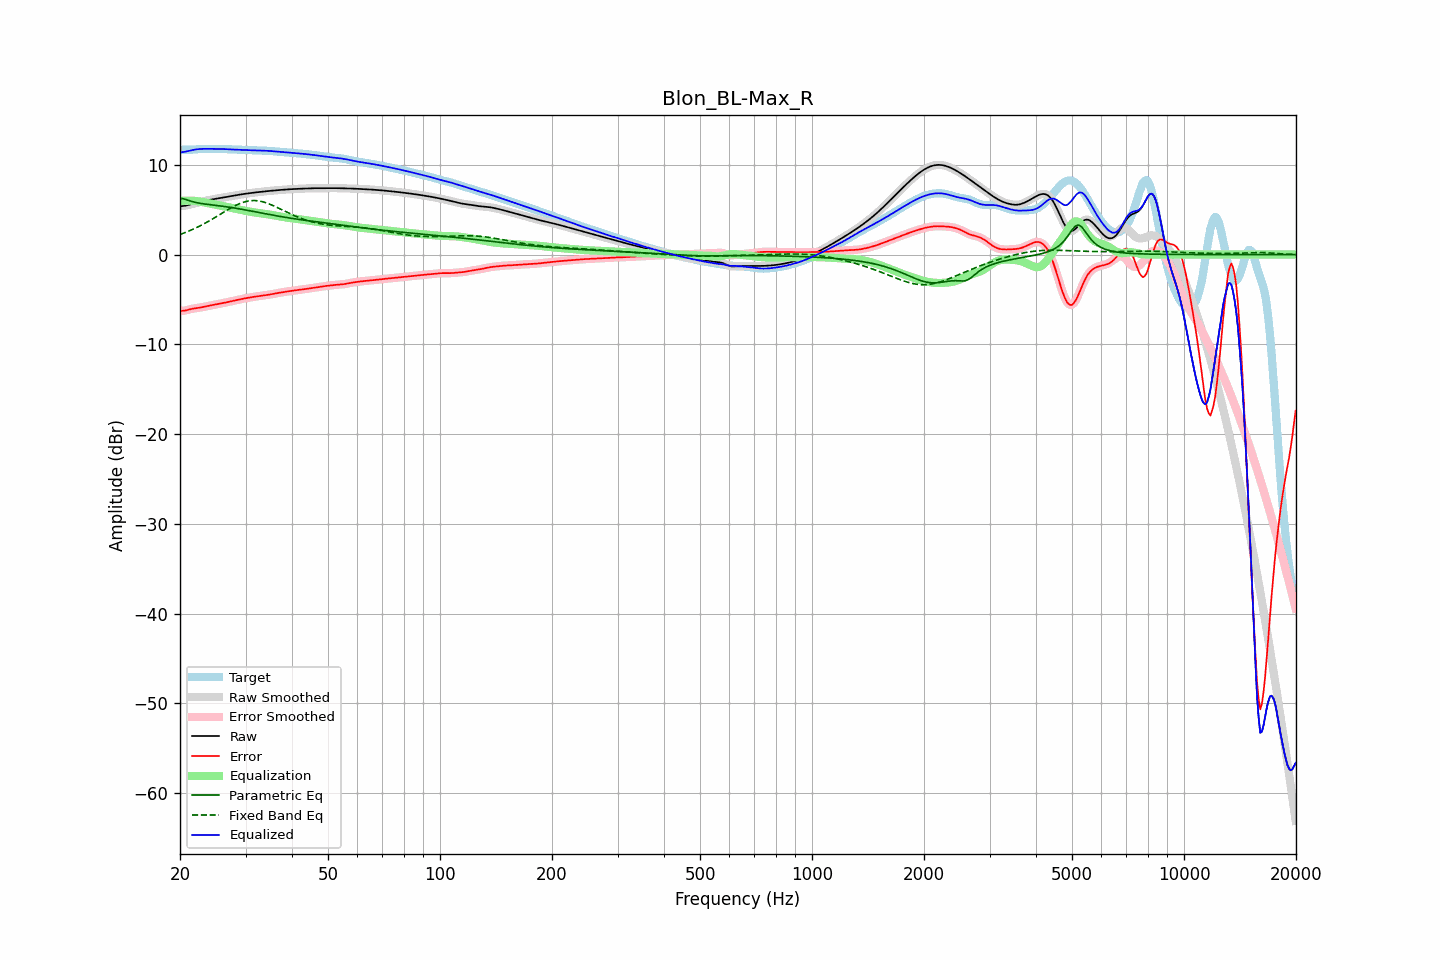 Blon_BL-Max_R
Amplitude (dBr)
10
0
−10
−20
−30
−40
−50
−60
Target
Raw Smoothed
Error Smoothed
Raw
Error
Equalization
Parametric Eq
Fixed Band Eq
Equalized
20 50 100 200 500 1000 2000 5000 10000 20000
Frequency (Hz)